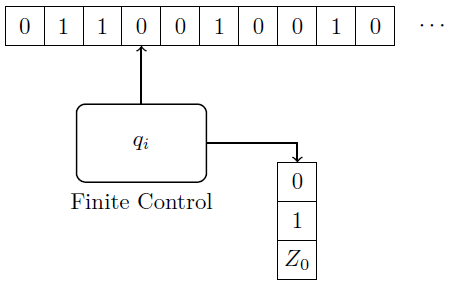 0 1 1 0 0 1 0 0 1 0 ⋯
qᵢ
Finite Control
0
1
Z₀